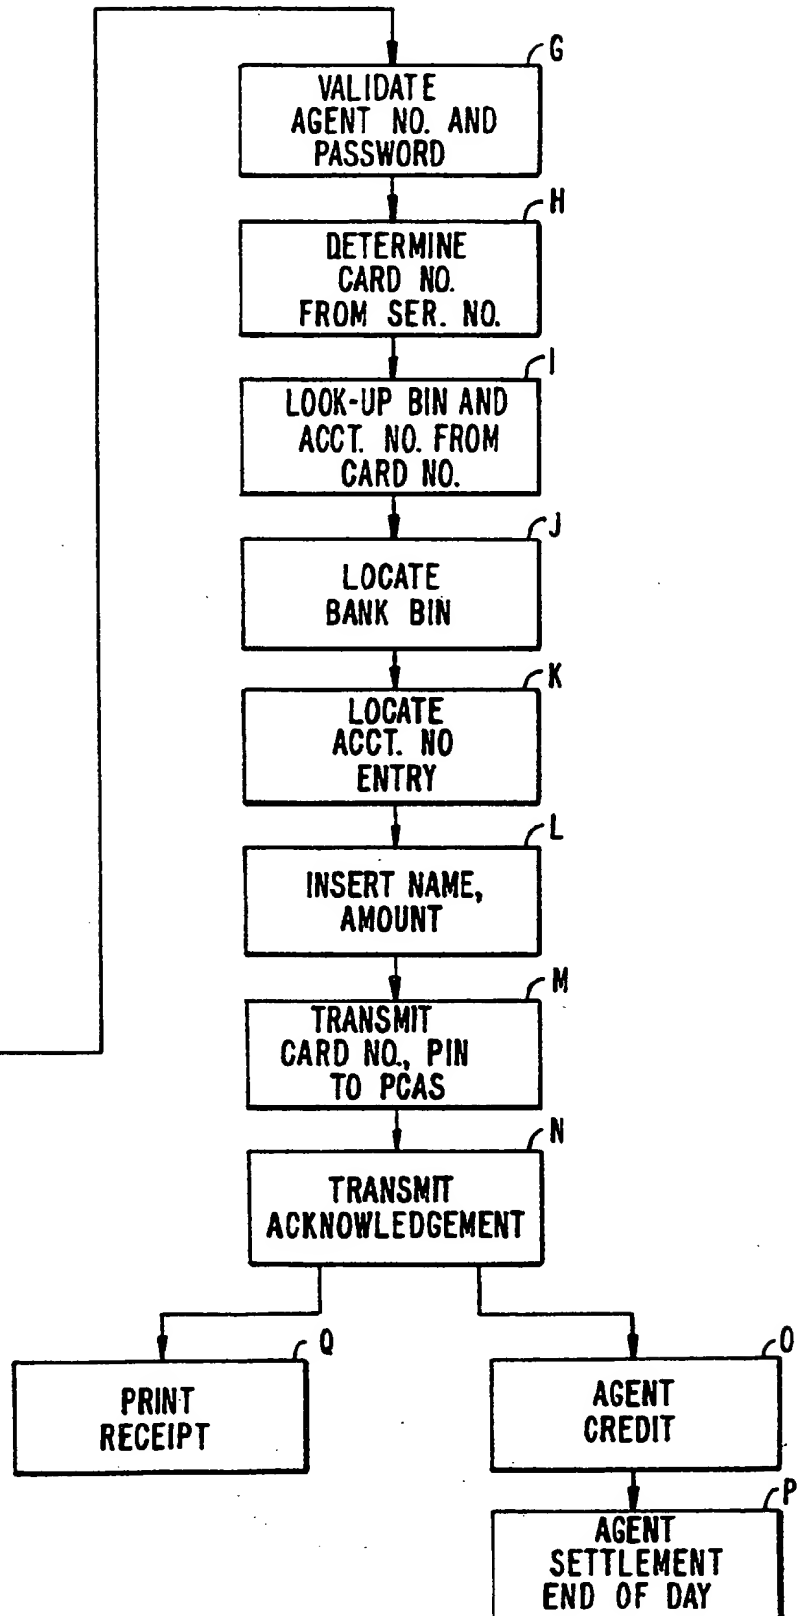 G
VALIDATE
AGENT NO. AND
PASSWORD
H
DETERMINE
CARD NO.
FROM SER. NO.
I
LOOK-UP BIN AND
ACCT. NO. FROM
CARD NO.
J
LOCATE
BANK BIN
K
LOCATE
ACCT. NO
ENTRY
L
INSERT NAME,
AMOUNT
M
TRANSMIT
CARD NO., PIN
TO PCAS
N
TRANSMIT
ACKNOWLEDGEMENT
Q
PRINT
RECEIPT
O
AGENT
CREDIT
P
AGENT
SETTLEMENT
END OF DAY